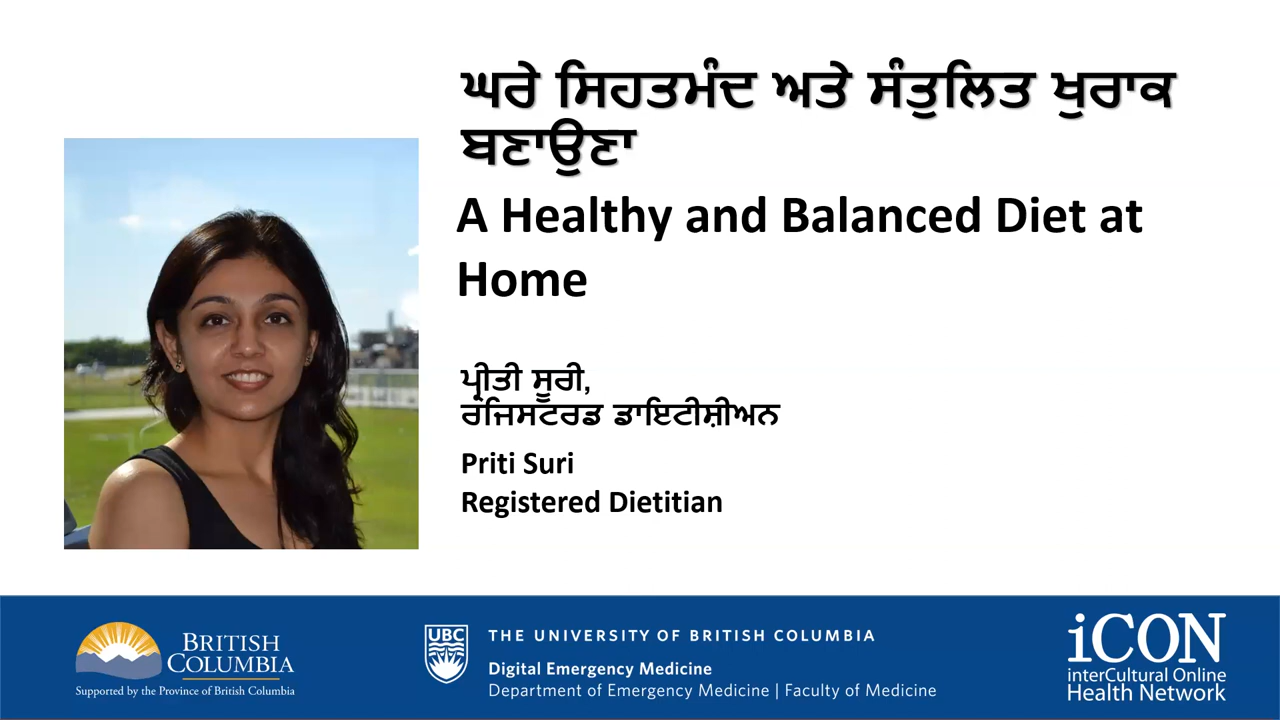 ਘਰੇ ਸਿਹਤਮੰਦ ਅਤੇ ਸੰਤੁਲਿਤ ਖੁਰਾਕ
ਬਣਾਉਣਾ
A Healthy and Balanced Diet at
Home
ਪ੍ਰੀਤੀ ਸੂਰੀ,
ਰਜਿਸਟਰਡ ਡਾਇਟੀਸ਼ੀਅਨ
Priti Suri
Registered Dietitian
BRITISH
COLUMBIA
Supported by the Province of British Columbia
UBC
THE UNIVERSITY OF BRITISH COLUMBIA
Digital Emergency Medicine
Department of Emergency Medicine | Faculty of Medicine
iCON
interCultural Online
Health Network